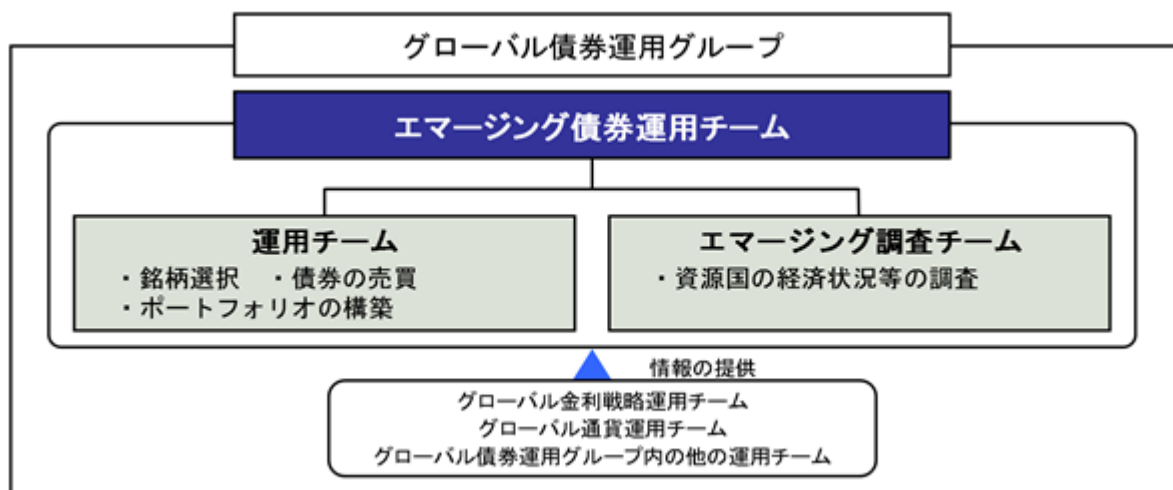 グローバル債券運用グループ
エマージング債券運用チーム
運用チーム
・銘柄選択　・債券の売買
・ポートフォリオの構築
エマージング調査チーム
・資源国の経済状況等の調査
情報の提供
グローバル金利戦略運用チーム
グローバル通貨運用チーム
グローバル債券運用グループ内の他の運用チーム